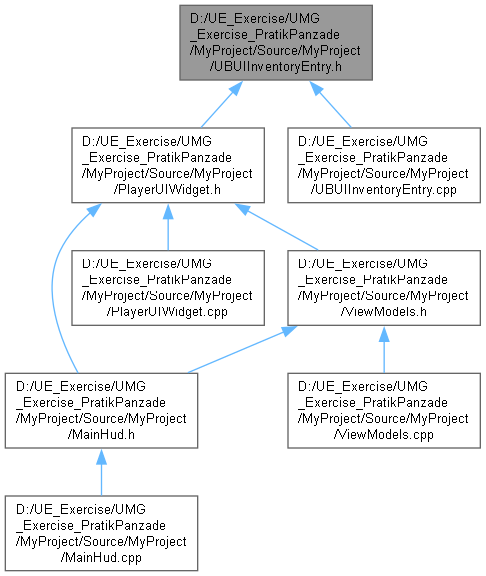 D:/UE_Exercise/UMG
_Exercise_PratikPanzade
/MyProject/Source/MyProject
/UBUIInventoryEntry.h
D:/UE_Exercise/UMG
_Exercise_PratikPanzade
/MyProject/Source/MyProject
/PlayerUIWidget.h
D:/UE_Exercise/UMG
_Exercise_PratikPanzade
/MyProject/Source/MyProject
/UBUIInventoryEntry.cpp
D:/UE_Exercise/UMG
_Exercise_PratikPanzade
/MyProject/Source/MyProject
/PlayerUIWidget.cpp
D:/UE_Exercise/UMG
_Exercise_PratikPanzade
/MyProject/Source/MyProject
/ViewModels.h
D:/UE_Exercise/UMG
_Exercise_PratikPanzade
/MyProject/Source/MyProject
/MainHud.h
D:/UE_Exercise/UMG
_Exercise_PratikPanzade
/MyProject/Source/MyProject
/ViewModels.cpp
D:/UE_Exercise/UMG
_Exercise_PratikPanzade
/MyProject/Source/MyProject
/MainHud.cpp